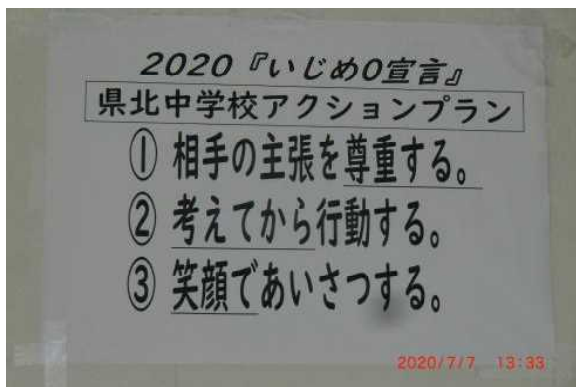 2020『いじめ0宣言』
県北中学校アクションプラン
① 相手の主張を尊重する。
② 考えてから行動する。
③ 笑顔であいさつする。
2020/7/7 13:33